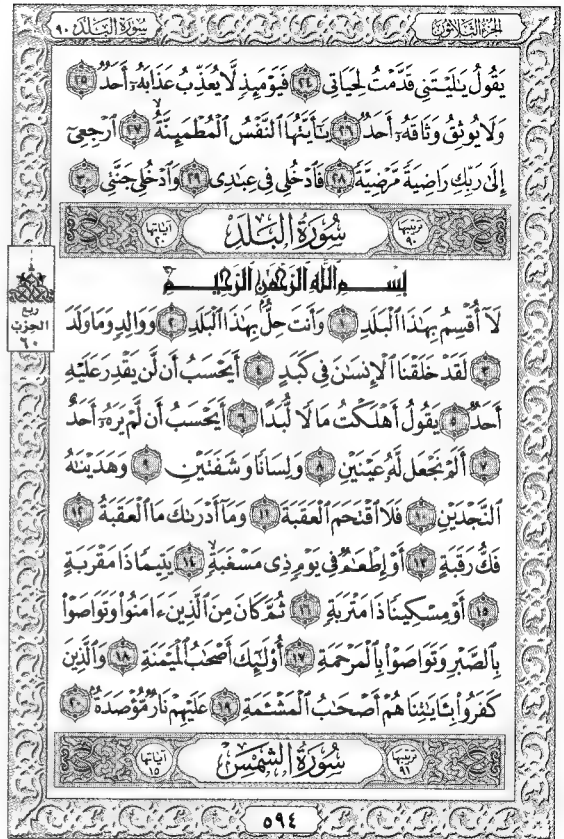 الجزء الثلاثون سورة البلد ٩٠
يَقُولُ يَٰلَيْتَنِى قَدَّمْتُ لِحَيَاتِى ٢٤ فَيَوْمَئِذٍ لَّا يُعَذِّبُ عَذَابَهُۥٓ أَحَدٌ ٢٥
وَلَا يُوثِقُ وَثَاقَهُۥٓ أَحَدٌ ٢٦ يَٰٓأَيَّتُهَا ٱلنَّفْسُ ٱلْمُطْمَئِنَّةُ ٢٧ ٱرْجِعِىٓ
إِلَىٰ رَبِّكِ رَاضِيَةً مَّرْضِيَّةً ٢٨ فَٱدْخُلِى فِى عِبَٰدِى ٢٩ وَٱدْخُلِى جَنَّتِى ٣٠
ترتيبها ٩٠ سورة البلد آياتها ٢٠
بِسْمِ ٱللَّهِ ٱلرَّحْمَٰنِ ٱلرَّحِيمِ
لَآ أُقْسِمُ بِهَٰذَا ٱلْبَلَدِ ١ وَأَنتَ حِلٌّۢ بِهَٰذَا ٱلْبَلَدِ ٢ وَوَالِدٍ وَمَا وَلَدَ
٣ لَقَدْ خَلَقْنَا ٱلْإِنسَٰنَ فِى كَبَدٍ ٤ أَيَحْسَبُ أَن لَّن يَقْدِرَ عَلَيْهِ
أَحَدٌ ٥ يَقُولُ أَهْلَكْتُ مَالًا لُّبَدًا ٦ أَيَحْسَبُ أَن لَّمْ يَرَهُۥٓ أَحَدٌ
٧ أَلَمْ نَجْعَل لَّهُۥ عَيْنَيْنِ ٨ وَلِسَانًا وَشَفَتَيْنِ ٩ وَهَدَيْنَٰهُ
ٱلنَّجْدَيْنِ ١٠ فَلَا ٱقْتَحَمَ ٱلْعَقَبَةَ ١١ وَمَآ أَدْرَىٰكَ مَا ٱلْعَقَبَةُ ١٢
فَكُّ رَقَبَةٍ ١٣ أَوْ إِطْعَٰمٌ فِى يَوْمٍ ذِى مَسْغَبَةٍ ١٤ يَتِيمًا ذَا مَقْرَبَةٍ
١٥ أَوْ مِسْكِينًا ذَا مَتْرَبَةٍ ١٦ ثُمَّ كَانَ مِنَ ٱلَّذِينَ ءَامَنُوا۟ وَتَوَاصَوْا۟
بِٱلصَّبْرِ وَتَوَاصَوْا۟ بِٱلْمَرْحَمَةِ ١٧ أُو۟لَٰٓئِكَ أَصْحَٰبُ ٱلْمَيْمَنَةِ ١٨ وَٱلَّذِينَ
كَفَرُوا۟ بِـَٔايَٰتِنَا هُمْ أَصْحَٰبُ ٱلْمَشْـَٔمَةِ ١٩ عَلَيْهِمْ نَارٌ مُّؤْصَدَةٌۢ ٢٠
ترتيبها ٩١ سورة الشمس آياتها ١٥
ربع
الحزب
٦٠
٥٩٤